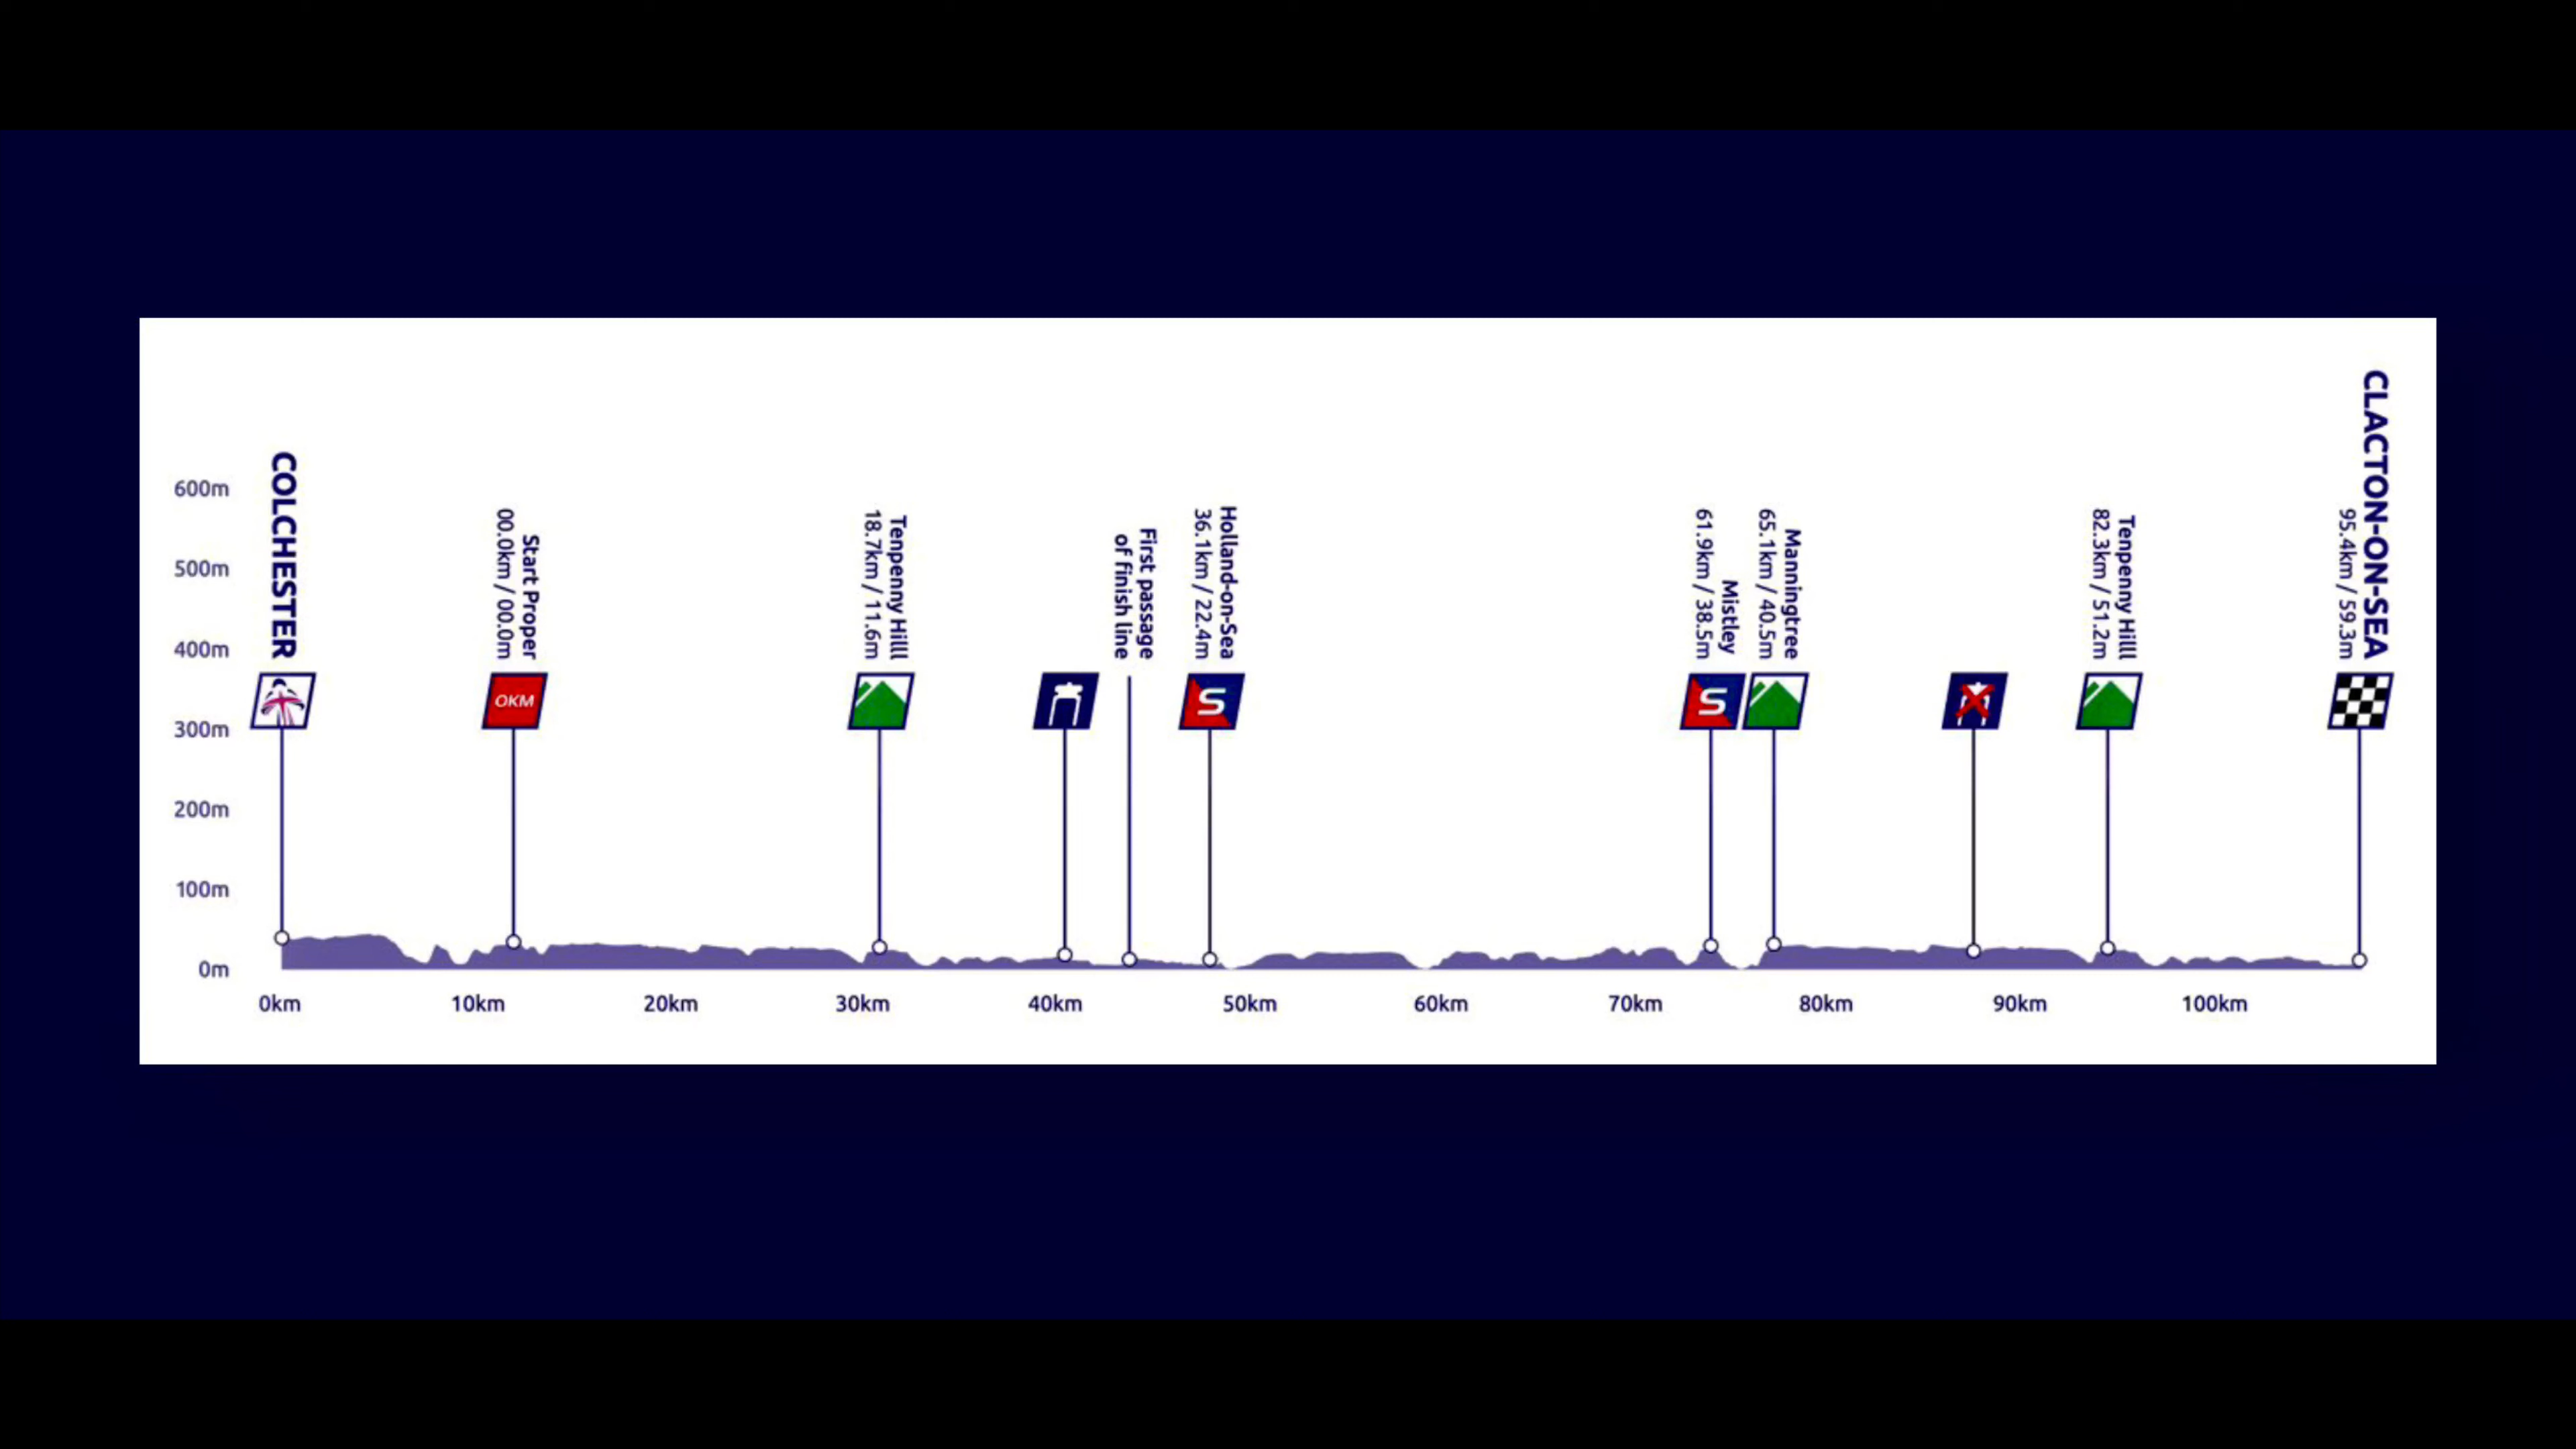 600m
500m
400m
300m
200m
100m
0m
COLCHESTER
Start Proper
00.0km / 00.0m
0KM
Tenpenny Hilll
18.7km / 11.6m
First passage
of finish line
Holland-on-Sea
36.1km / 22.4m
S
Mistley
61.9km / 38.5m
S
Manningtree
65.1km / 40.5m
Tenpenny Hilll
82.3km / 51.2m
CLACTON-ON-SEA
95.4km / 59.3m
0km
10km
20km
30km
40km
50km
60km
70km
80km
90km
100km